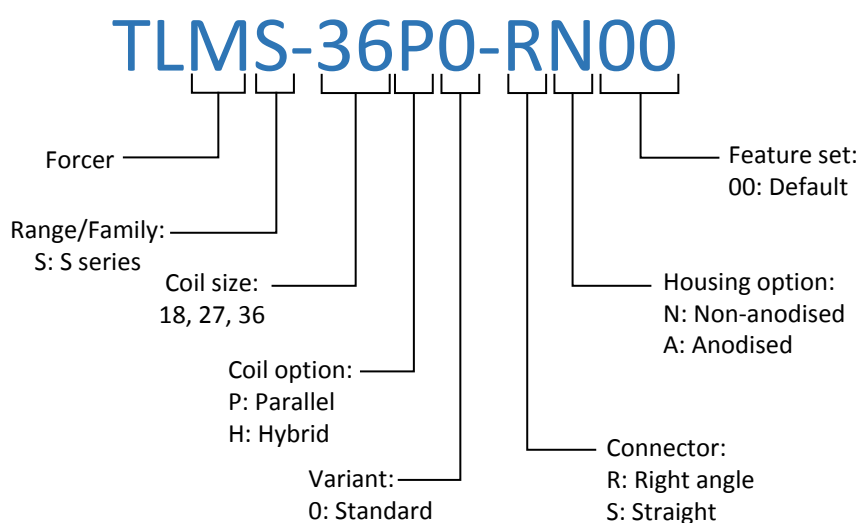 TLMS-36P0-RN00
Forcer
Range/Family:
S: S series
Coil size:
18, 27, 36
Coil option:
P: Parallel
H: Hybrid
Variant:
0: Standard
Connector:
R: Right angle
S: Straight
Housing option:
N: Non-anodised
A: Anodised
Feature set:
00: Default